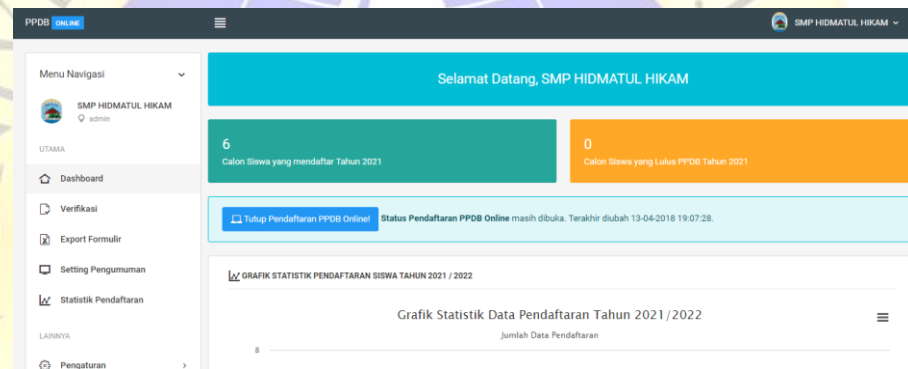 PPDB ONLINE
SMP HIDMATUL HIKAM
Menu Navigasi
SMP HIDMATUL HIKAM
admin
UTAMA
Dashboard
Verifikasi
Export Formulir
Setting Pengumuman
Statistik Pendaftaran
LAINNYA
Pengaturan
Selamat Datang, SMP HIDMATUL HIKAM
6
Calon Siswa yang mendaftar Tahun 2021
0
Calon Siswa yang Lulus PPDB Tahun 2021
Tutup Pendaftaran PPDB Online! Status Pendaftaran PPDB Online masih dibuka. Terakhir diubah 13-04-2018 19:07:28.
GRAFIK STATISTIK PENDAFTARAN SISWA TAHUN 2021 / 2022
Grafik Statistik Data Pendaftaran Tahun 2021/2022
Jumlah Data Pendaftaran
8